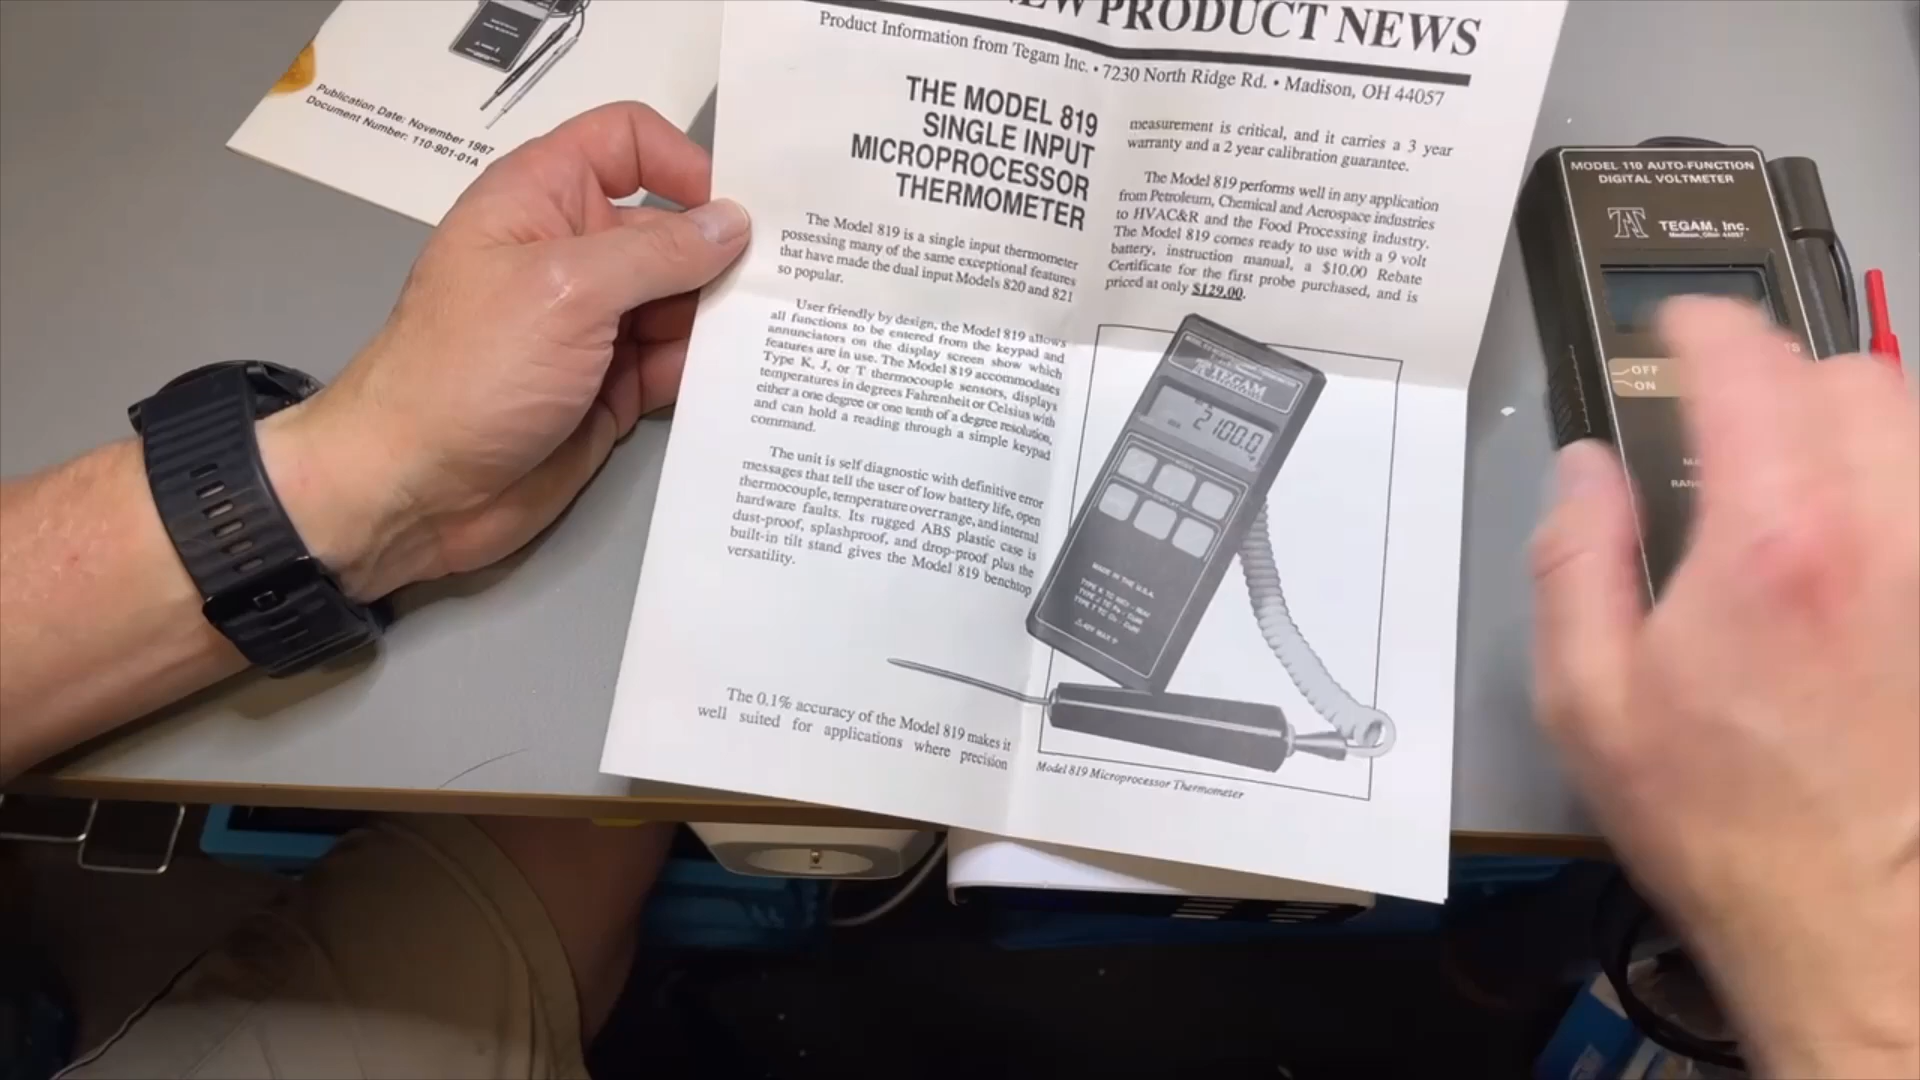 Publication Date: November 1987
Document Number: 110-901-01A
NEW PRODUCT NEWS
Product Information from Tegam Inc. • 7230 North Ridge Rd. • Madison, OH 44057
THE MODEL 819
SINGLE INPUT
MICROPROCESSOR
THERMOMETER
The Model 819 is a single input thermometer
possessing many of the same exceptional features
that have made the dual input Models 820 and 821
so popular.
User friendly by design, the Model 819 allows
all functions to be entered from the keypad and
annunciators on the display screen show which
features are in use. The Model 819 accommodates
Type K, J, or T thermocouple sensors, displays
temperatures in degrees Fahrenheit or Celsius with
either a one degree or one tenth of a degree resolution,
and can hold a reading through a simple keypad
command.
The unit is self diagnostic with definitive error
messages that tell the user of low battery life, open
thermocouple, temperature overrange, and internal
hardware faults. Its rugged ABS plastic case is
dust-proof, splashproof, and drop-proof plus the
built-in tilt stand gives the Model 819 benchtop
versatility.
The 0.1% accuracy of the Model 819 makes it
well suited for applications where precision
measurement is critical, and it carries a 3 year
warranty and a 2 year calibration guarantee.
The Model 819 performs well in any application
from Petroleum, Chemical and Aerospace industries
to HVAC&R and the Food Processing industry.
The Model 819 comes ready to use with a 9 volt
battery, instruction manual, a $10.00 Rebate
Certificate for the first probe purchased, and is
priced at only $129.00.
TEGAM
2100.0
MADE IN THE U.S.A.
Model 819 Microprocessor Thermometer
MODEL 110 AUTO-FUNCTION
DIGITAL VOLTMETER
TEGAM, Inc.
Madison, Ohio 44057
OFF
ON